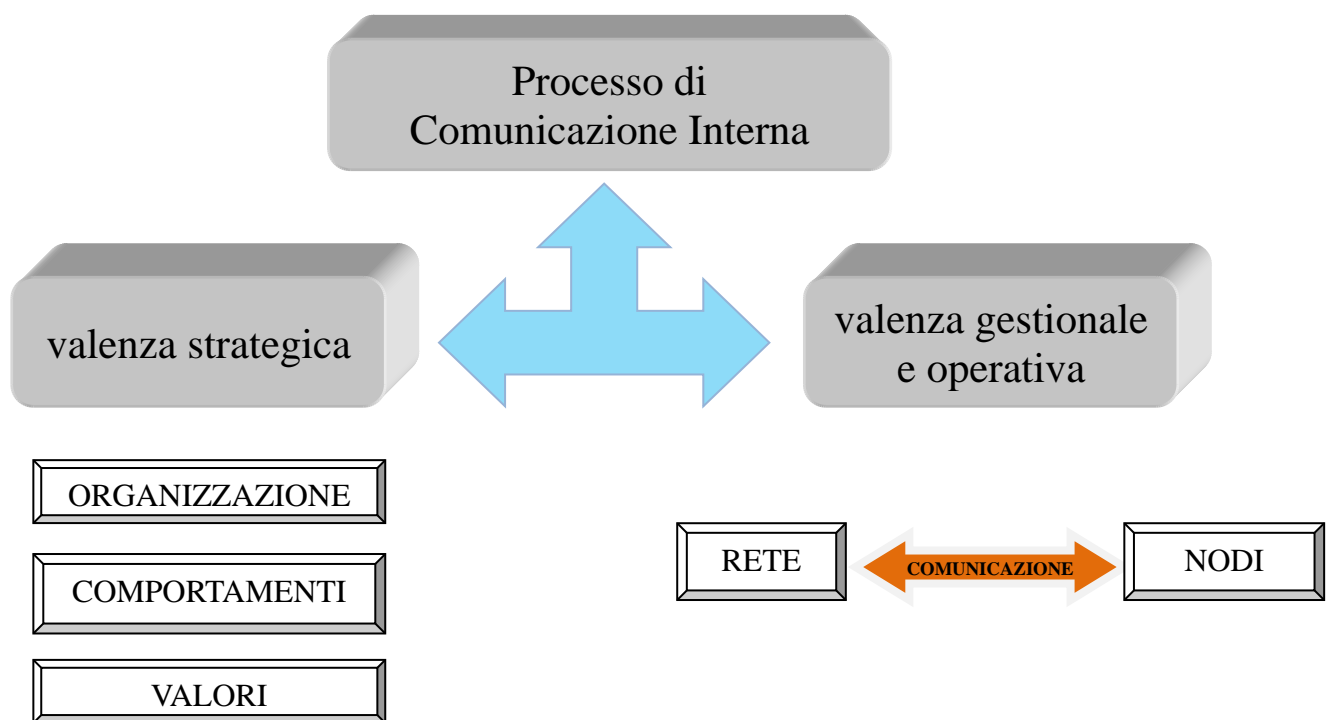 Processo di
Comunicazione Interna
valenza strategica
valenza gestionale
e operativa
ORGANIZZAZIONE
COMPORTAMENTI
VALORI
RETE
COMUNICAZIONE
NODI